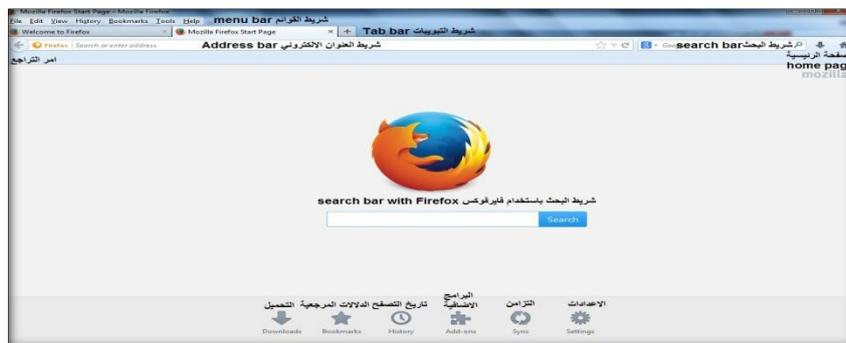 Mozilla Firefox Start Page - Mozilla Firefox
File Edit View History Bookmarks Tools Help menu bar شريط القوائم
Welcome to Firefox Mozilla Firefox Start Page Tab bar شريط التبويبات
Firefox Search or enter address Address bar شريط العنوان الالكتروني search bar شريط البحث
امر التراجع صفحة الرئيسية
home pag
mozilla
search bar with Firefox شريط البحث باستخدام فايرفوكس
Search
التحميل الدلالات المرجعية تاريخ التصفح البرامج الاضافية التزامن الاعدادات
Downloads Bookmarks History Add-ons Sync Settings